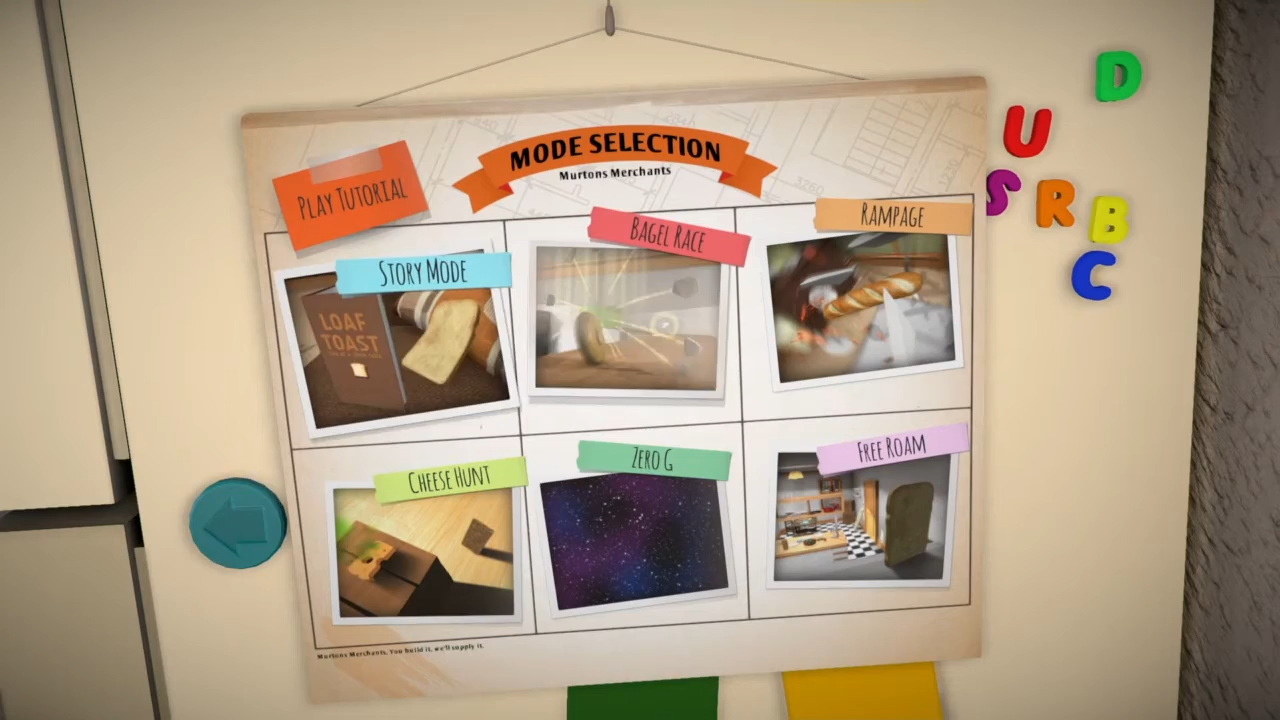 MODE SELECTION
Murtons Merchants
PLAY TUTORIAL
STORY MODE
BAGEL RACE
RAMPAGE
LOAF
TOAST
CHEESE HUNT
ZERO G
FREE ROAM
Murtons Merchants. You build it, we'll supply it.
D
U
S R B
C